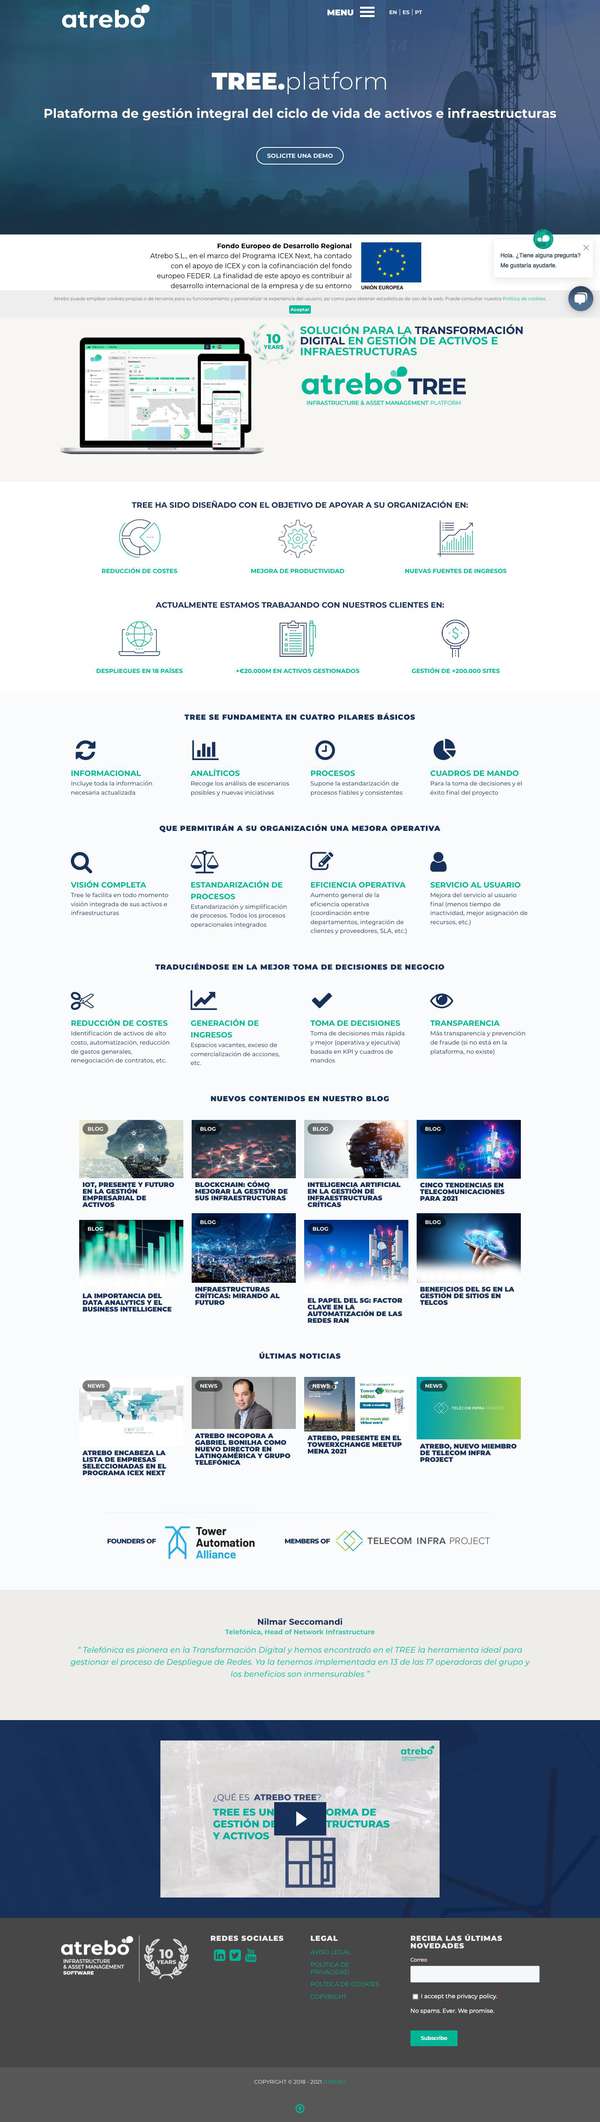 atrebo
MENU
EN | ES | PT
TREE.platform
Plataforma de gestión integral del ciclo de vida de activos e infraestructuras
SOLICITE UNA DEMO
Fondo Europeo de Desarrollo Regional
Atrebo S.L., en el marco del Programa ICEX Next, ha contado
con el apoyo de ICEX y con la cofinanciación del fondo
europeo FEDER. La finalidad de este apoyo es contribuir al
desarrollo internacional de la empresa y de su entorno
UNIÓN EUROPEA
Hola. ¿Tiene alguna pregunta?
Me gustaría ayudarle.
Atrebo puede emplear cookies propias o de terceros para su funcionamiento y personalizar la experiencia del usuario, así como para obtener estadísticas de uso de la web. Puede consultar nuestra Política de cookies.
Aceptar
10
YEARS
SOLUCIÓN PARA LA TRANSFORMACIÓN
DIGITAL EN GESTIÓN DE ACTIVOS E
INFRAESTRUCTURAS
atrebo TREE
INFRASTRUCTURE & ASSET MANAGEMENT PLATFORM
TREE HA SIDO DISEÑADO CON EL OBJETIVO DE APOYAR A SU ORGANIZACIÓN EN:
REDUCCIÓN DE COSTES
MEJORA DE PRODUCTIVIDAD
NUEVAS FUENTES DE INGRESOS
ACTUALMENTE ESTAMOS TRABAJANDO CON NUESTROS CLIENTES EN:
DESPLIEGUES EN 18 PAÍSES
+€20.000M EN ACTIVOS GESTIONADOS
GESTIÓN DE +200.000 SITES
TREE SE FUNDAMENTA EN CUATRO PILARES BÁSICOS
INFORMACIONAL
Incluye toda la información
necesaria actualizada
ANALÍTICOS
Recoge los análisis de escenarios
posibles y nuevas iniciativas
PROCESOS
Supone la estandarización de
procesos fiables y consistentes
CUADROS DE MANDO
Para la toma de decisiones y el
éxito final del proyecto
QUE PERMITIRÁN A SU ORGANIZACIÓN UNA MEJORA OPERATIVA
VISIÓN COMPLETA
Tree le facilita en todo momento
visión integrada de sus activos e
infraestructuras
ESTANDARIZACIÓN DE
PROCESOS
Estandarización y simplificación
de procesos. Todos los procesos
operacionales integrados
EFICIENCIA OPERATIVA
Aumento general de la
eficiencia operativa
(coordinación entre
departamentos, integración de
clientes y proveedores, SLA, etc.)
SERVICIO AL USUARIO
Mejora del servicio al usuario
final (menos tiempo de
inactividad, mejor asignación de
recursos, etc.)
TRADUCIÉNDOSE EN LA MEJOR TOMA DE DECISIONES DE NEGOCIO
REDUCCIÓN DE COSTES
Identificación de activos de alto
costo, automatización, reducción
de gastos generales,
renegociación de contratos, etc.
GENERACIÓN DE
INGRESOS
Espacios vacantes, exceso de
comercialización de acciones,
etc.
TOMA DE DECISIONES
Toma de decisiones más rápida
y mejor (operativa y ejecutiva)
basada en KPI y cuadros de
mandos
TRANSPARENCIA
Más transparencia y prevención
de fraude (si no está en la
plataforma, no existe)
NUEVOS CONTENIDOS EN NUESTRO BLOG
BLOG
IOT, PRESENTE Y FUTURO
EN LA GESTIÓN
EMPRESARIAL DE
ACTIVOS
BLOG
BLOCKCHAIN: CÓMO
MEJORAR LA GESTIÓN DE
SUS INFRAESTRUCTURAS
BLOG
INTELIGENCIA ARTIFICIAL
EN LA GESTIÓN DE
INFRAESTRUCTURAS
CRÍTICAS
BLOG
CINCO TENDENCIAS EN
TELECOMUNICACIONES
PARA 2021
BLOG
LA IMPORTANCIA DEL
DATA ANALYTICS Y EL
BUSINESS INTELLIGENCE
BLOG
INFRAESTRUCTURAS
CRÍTICAS: MIRANDO AL
FUTURO
BLOG
EL PAPEL DEL 5G: FACTOR
CLAVE EN LA
AUTOMATIZACIÓN DE LAS
REDES RAN
BLOG
BENEFICIOS DEL 5G EN LA
GESTIÓN DE SITIOS EN
TELCOS
ÚLTIMAS NOTICIAS
NEWS
ATREBO ENCABEZA LA
LISTA DE EMPRESAS
SELECCIONADAS EN EL
PROGRAMA ICEX NEXT
NEWS
ATREBO INCOPORA A
GABRIEL BONILHA COMO
NUEVO DIRECTOR EN
LATINOAMÉRICA Y GRUPO
TELEFÓNICA
NEWS
TowerXchange
MENA
ATREBO, PRESENTE EN EL
TOWERXCHANGE MEETUP
MENA 2021
NEWS
TELECOM INFRA PROJECT
ATREBO, NUEVO MIEMBRO
DE TELECOM INFRA
PROJECT
FOUNDERS OF
Tower
Automation
Alliance
MEMBERS OF
TELECOM INFRA PROJECT
Nilmar Seccomandi
Telefónica, Head of Network Infrastructure
" Telefónica es pionera en la Transformación Digital y hemos encontrado en el TREE la herramienta ideal para
gestionar el proceso de Despliegue de Redes. Ya la tenemos implementada en 13 de las 17 operadoras del grupo y
los beneficios son inmensurables "
atrebo
¿QUÉ ES ATREBO TREE?
TREE ES UN ORMA DE
GESTIÓN DE STRUCTURAS
Y ACTIVOS
atrebo
INFRASTRUCTURE
& ASSET MANAGEMENT
SOFTWARE
10
YEARS
REDES SOCIALES
LEGAL
AVISO LEGAL
POLÍTICA DE
PRIVACIDAD
POLÍTICA DE COOKIES
COPYRIGHT
RECIBA LAS ÚLTIMAS
NOVEDADES
Correo
I accept the privacy policy.
No spams. Ever. We promise.
Subscribe
COPYRIGHT © 2018 - 2021 ATREBO